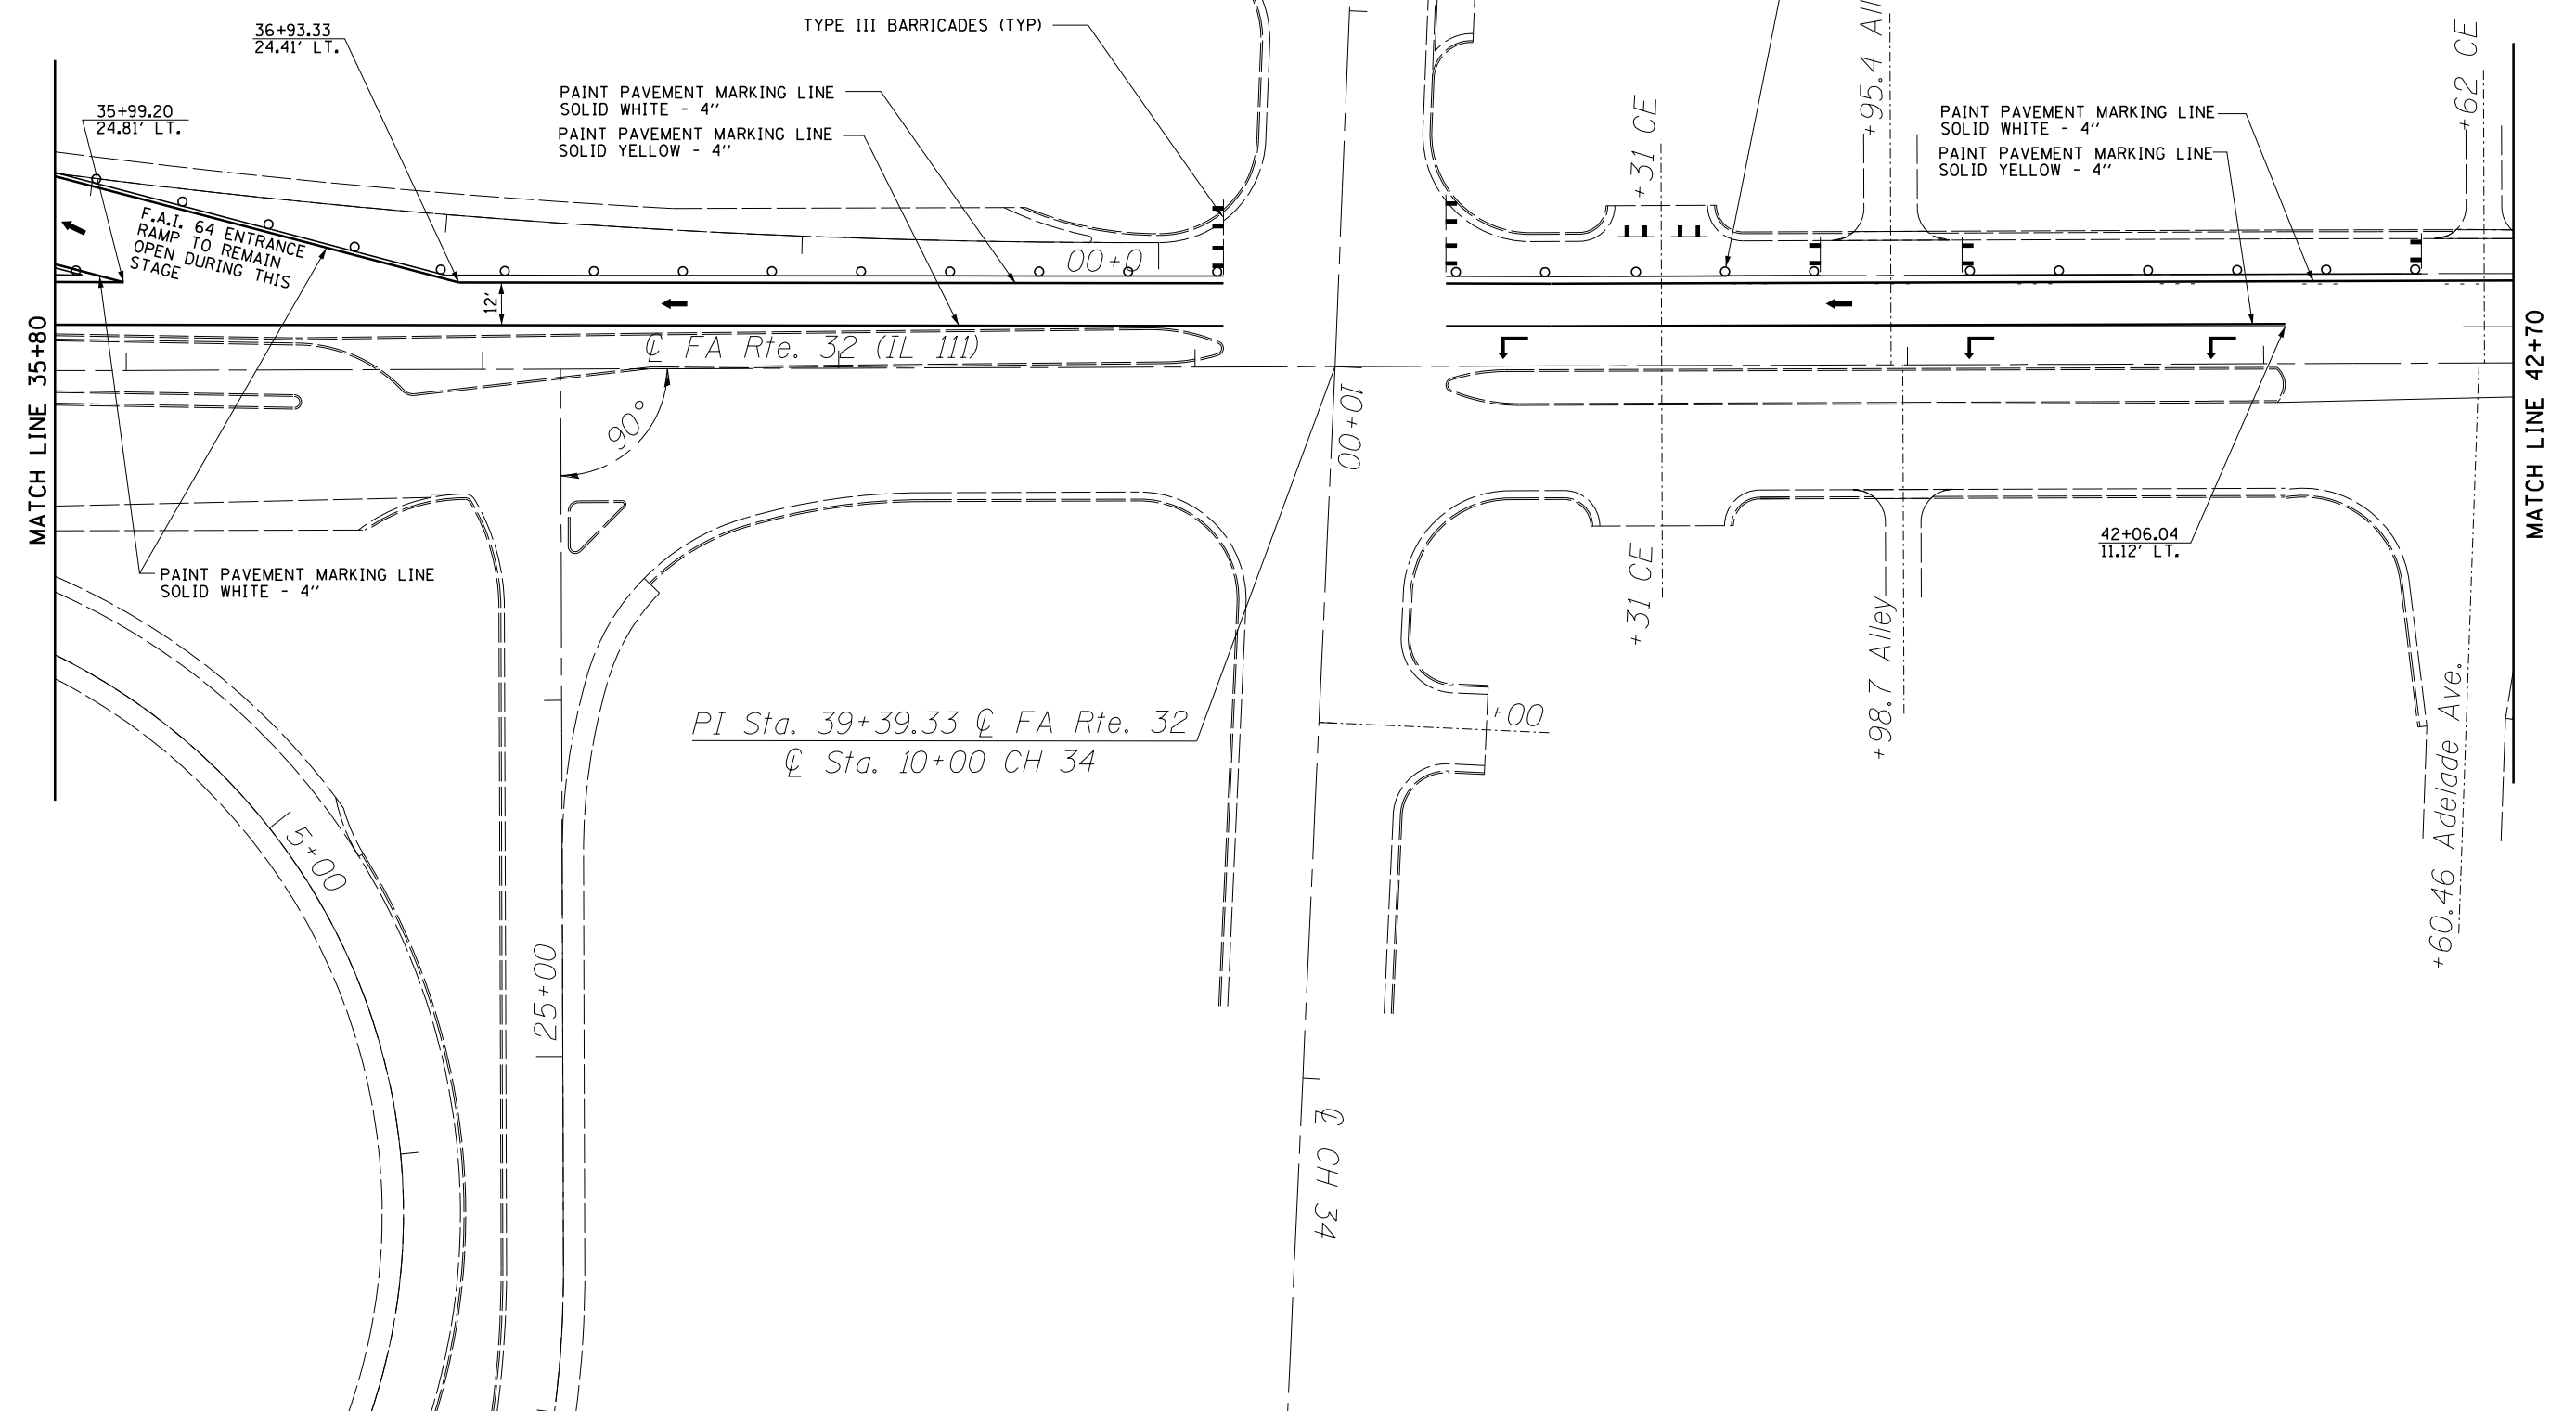 36+93.33
24.41' LT.
TYPE III BARRICADES (TYP)
35+99.20
24.81' LT.
PAINT PAVEMENT MARKING LINE
SOLID WHITE - 4"
PAINT PAVEMENT MARKING LINE
SOLID YELLOW - 4"
+31 CE
+95.4
PAINT PAVEMENT MARKING LINE
SOLID WHITE - 4"
PAINT PAVEMENT MARKING LINE
SOLID YELLOW - 4"
+62 CE
F.A.I. 64 ENTRANCE
RAMP TO REMAIN
OPEN DURING THIS
STAGE
0+00
12'
℄ FA Rte. 32 (IL 111)
MATCH LINE 35+80
MATCH LINE 42+70
90°
10+00
42+06.04
11.12' LT.
PAINT PAVEMENT MARKING LINE
SOLID WHITE - 4"
+31 CE
+98.7 Alley
PI Sta. 39+39.33 ℄ FA Rte. 32
℄ Sta. 10+00 CH 34
+00
+60.46 Adelade Ave.
5+00
25+00
℄ CH 34